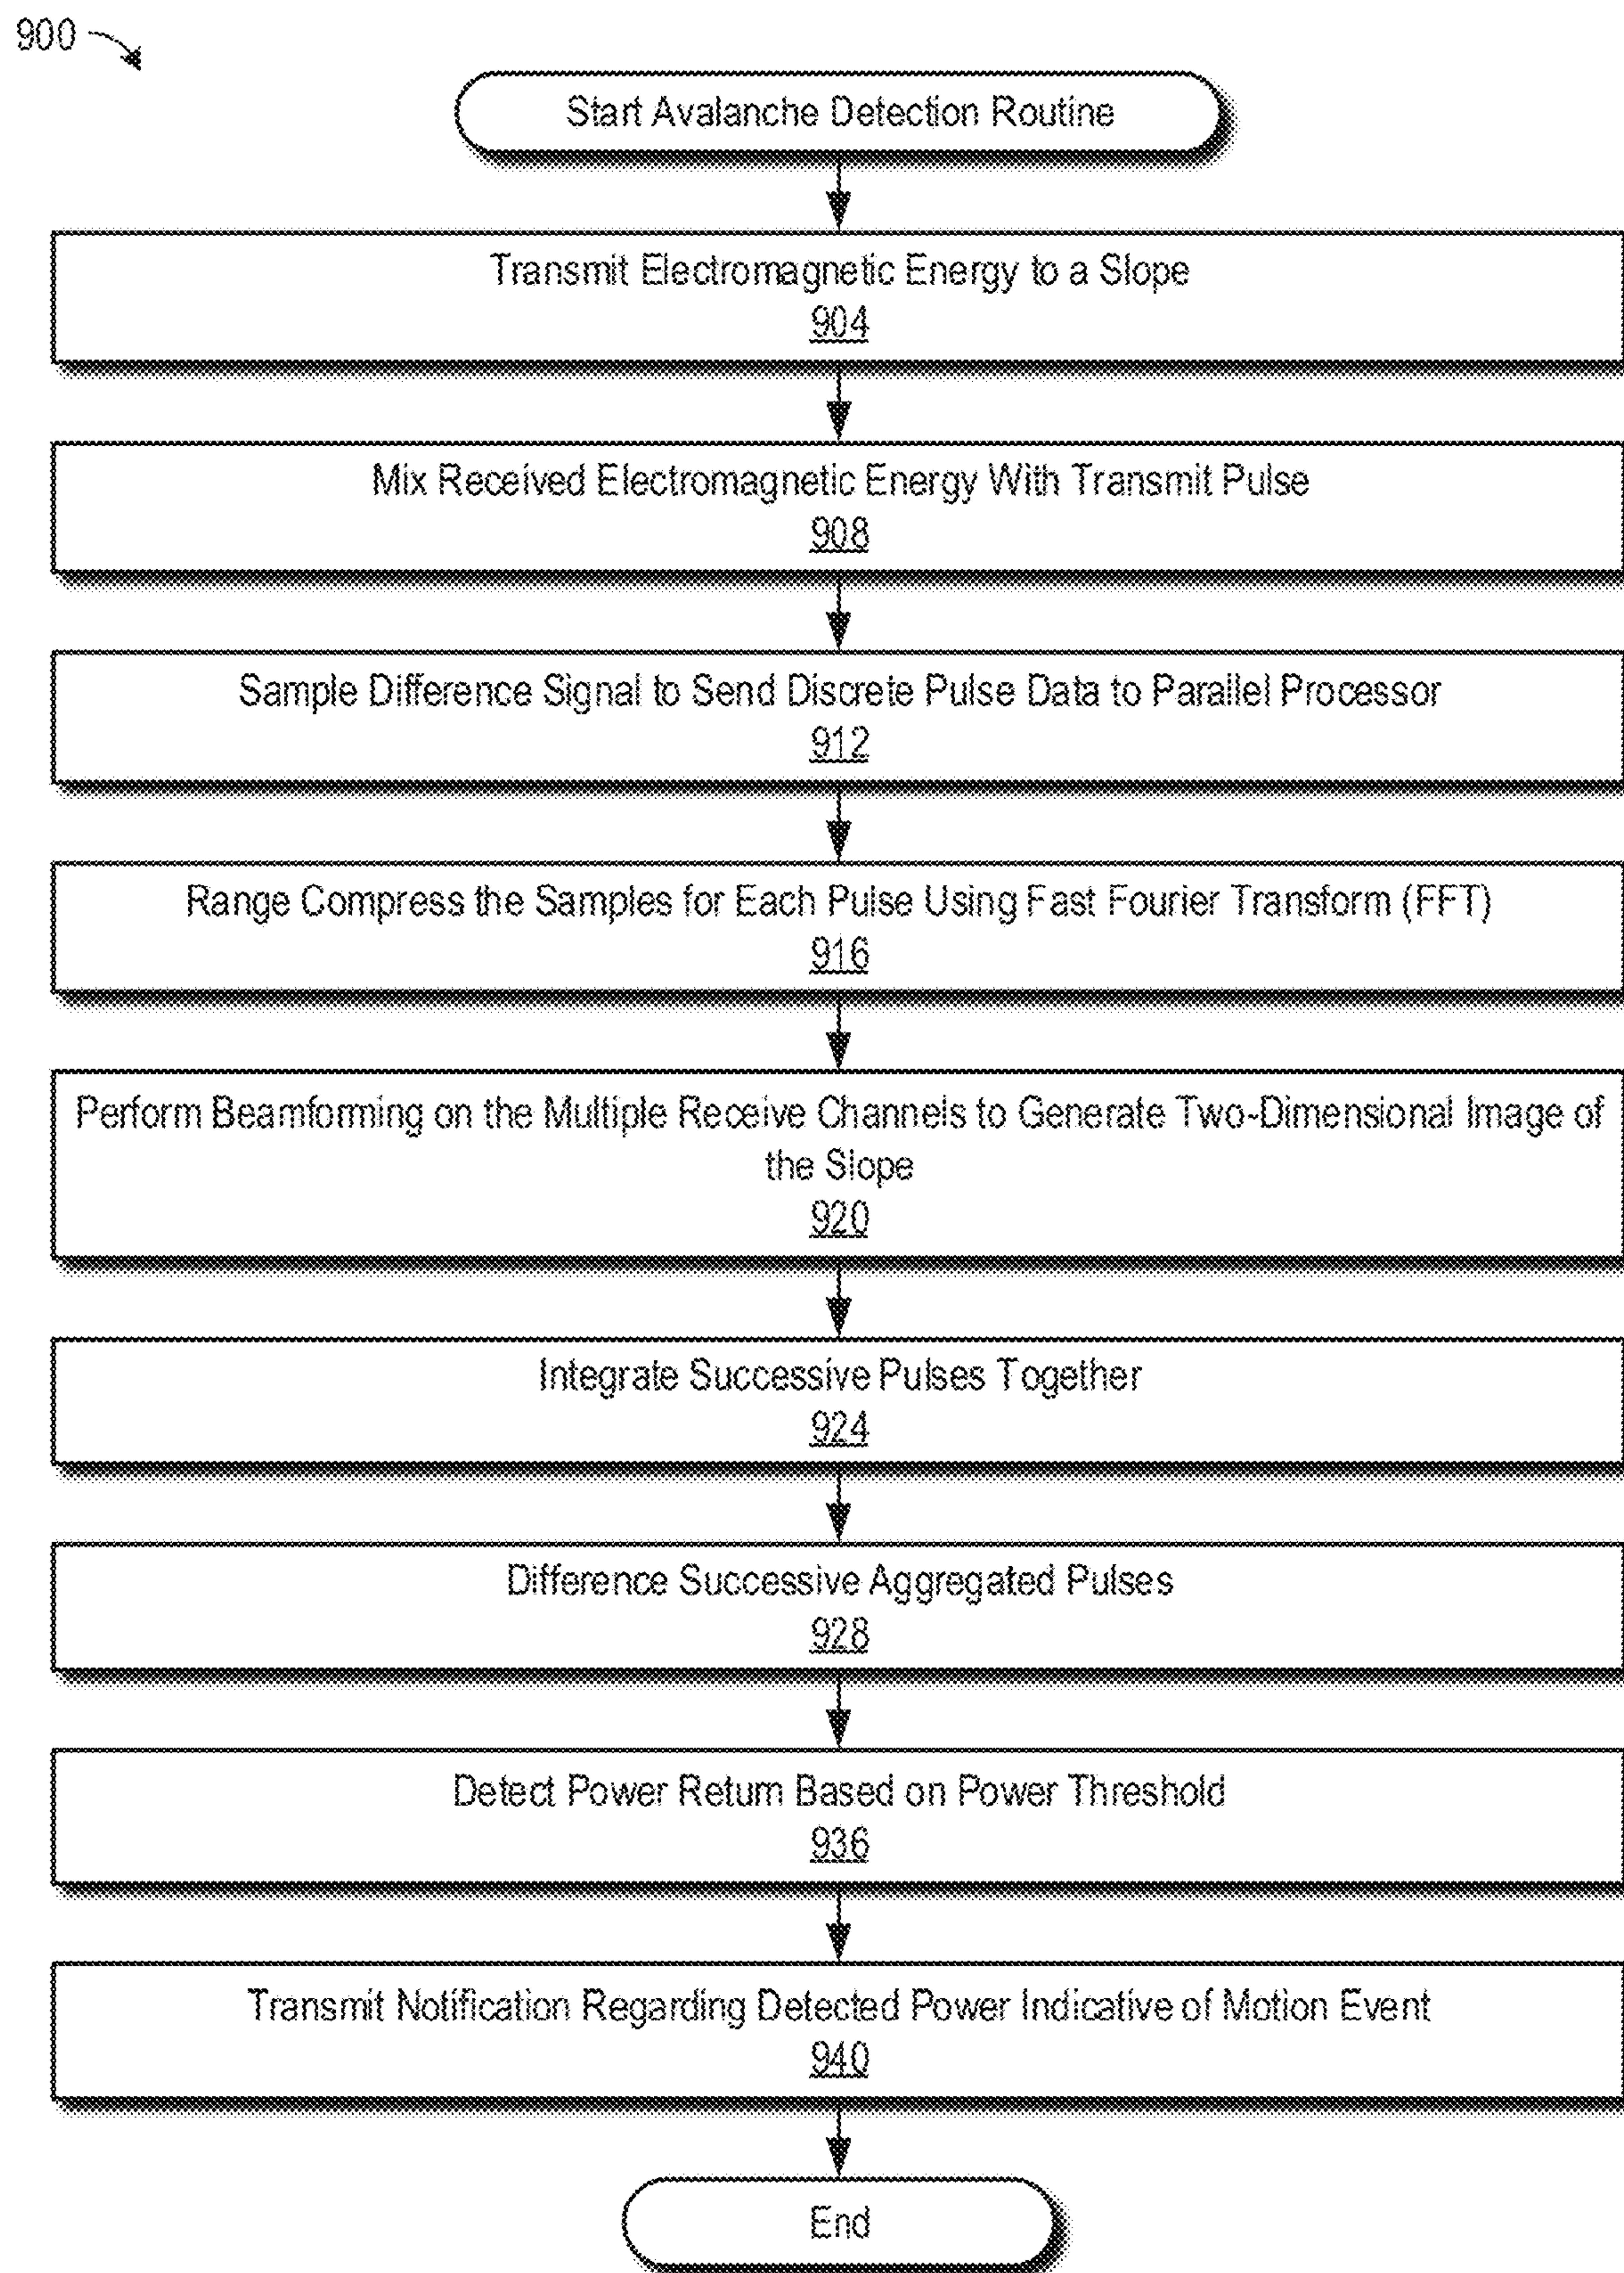 900
Start Avalanche Detection Routine
Transmit Electromagnetic Energy to a Slope
904
Mix Received Electromagnetic Energy With Transmit Pulse
908
Sample Difference Signal to Send Discrete Pulse Data to Parallel Processor
912
Range Compress the Samples for Each Pulse Using Fast Fourier Transform (FFT)
916
Perform Beamforming on the Multiple Receive Channels to Generate Two-Dimensional Image of
the Slope
920
Integrate Successive Pulses Together
924
Difference Successive Aggregated Pulses
928
Detect Power Return Based on Power Threshold
936
Transmit Notification Regarding Detected Power Indicative of Motion Event
940
End